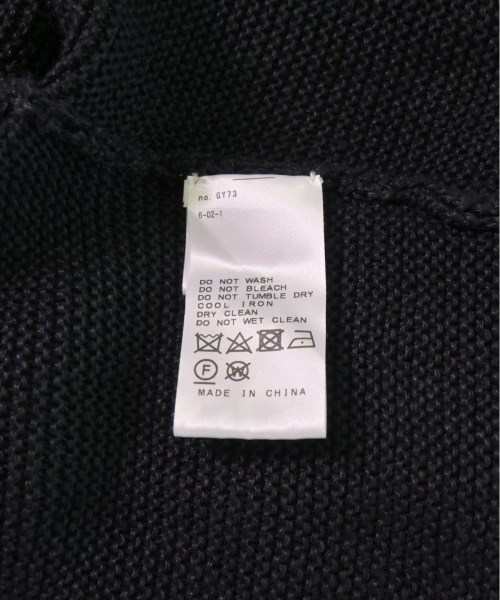 no. GY73
6-02-1
DO NOT WASH
DO NOT BLEACH
DO NOT TUMBLE DRY
COOL IRON
DRY CLEAN
DO NOT WET CLEAN
F W
MADE IN CHINA